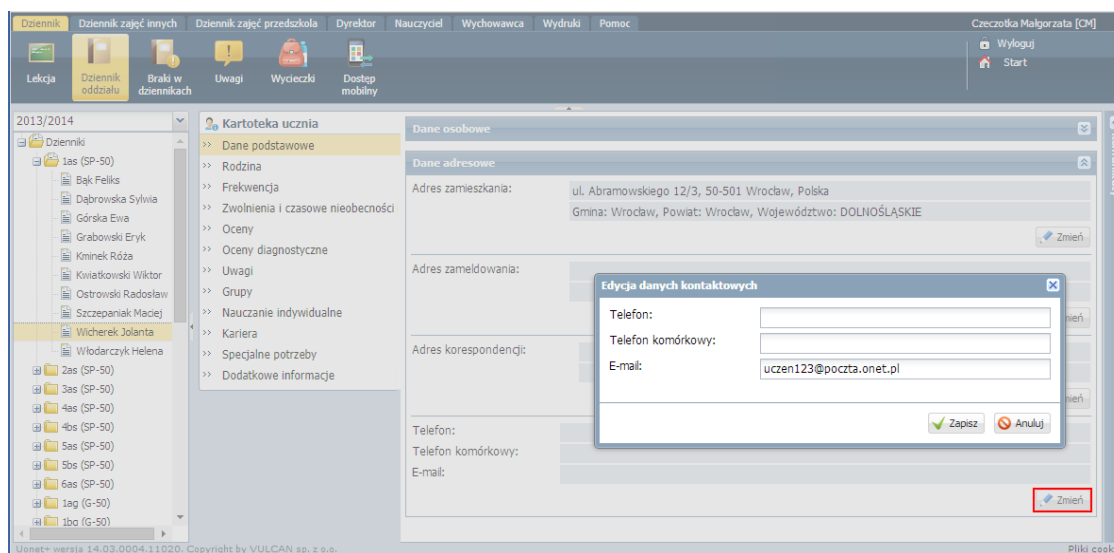 Dziennik Dziennik zajęć innych Dziennik zajęć przedszkola Dyrektor Nauczyciel Wychowawca Wydruki Pomoc Czeczotka Małgorzata [CM]
Wyloguj
Start
Lekcja Dziennik oddziału Braki w dziennikach Uwagi Wycieczki Dostęp mobilny
2013/2014
Dzienniki
1as (SP-50)
Bąk Feliks
Dąbrowska Sylwia
Górska Ewa
Grabowski Eryk
Kminek Róża
Kwiatkowski Wiktor
Ostrowski Radosław
Szczepaniak Maciej
Wicherek Jolanta
Włodarczyk Helena
2as (SP-50)
3as (SP-50)
4as (SP-50)
4bs (SP-50)
5as (SP-50)
5bs (SP-50)
6as (SP-50)
1ag (G-50)
1bg (G-50)
Kartoteka ucznia
Dane podstawowe
Rodzina
Frekwencja
Zwolnienia i czasowe nieobecności
Oceny
Oceny diagnostyczne
Uwagi
Grupy
Nauczanie indywidualne
Kariera
Specjalne potrzeby
Dodatkowe informacje
Dane osobowe
Dane adresowe
Adres zamieszkania: ul. Abramowskiego 12/3, 50-501 Wrocław, Polska
Gmina: Wrocław, Powiat: Wrocław, Województwo: DOLNOŚLĄSKIE
Zmień
Adres zameldowania:
mień
Adres korespondencji:
mień
Telefon:
Telefon komórkowy:
E-mail:
Zmień
Edycja danych kontaktowych
Telefon:
Telefon komórkowy:
E-mail: uczen123@poczta.onet.pl
Zapisz Anuluj
Uonet+ wersja 14.03.0004.11020. Copyright by VULCAN sp. z o.o. Pliki cook